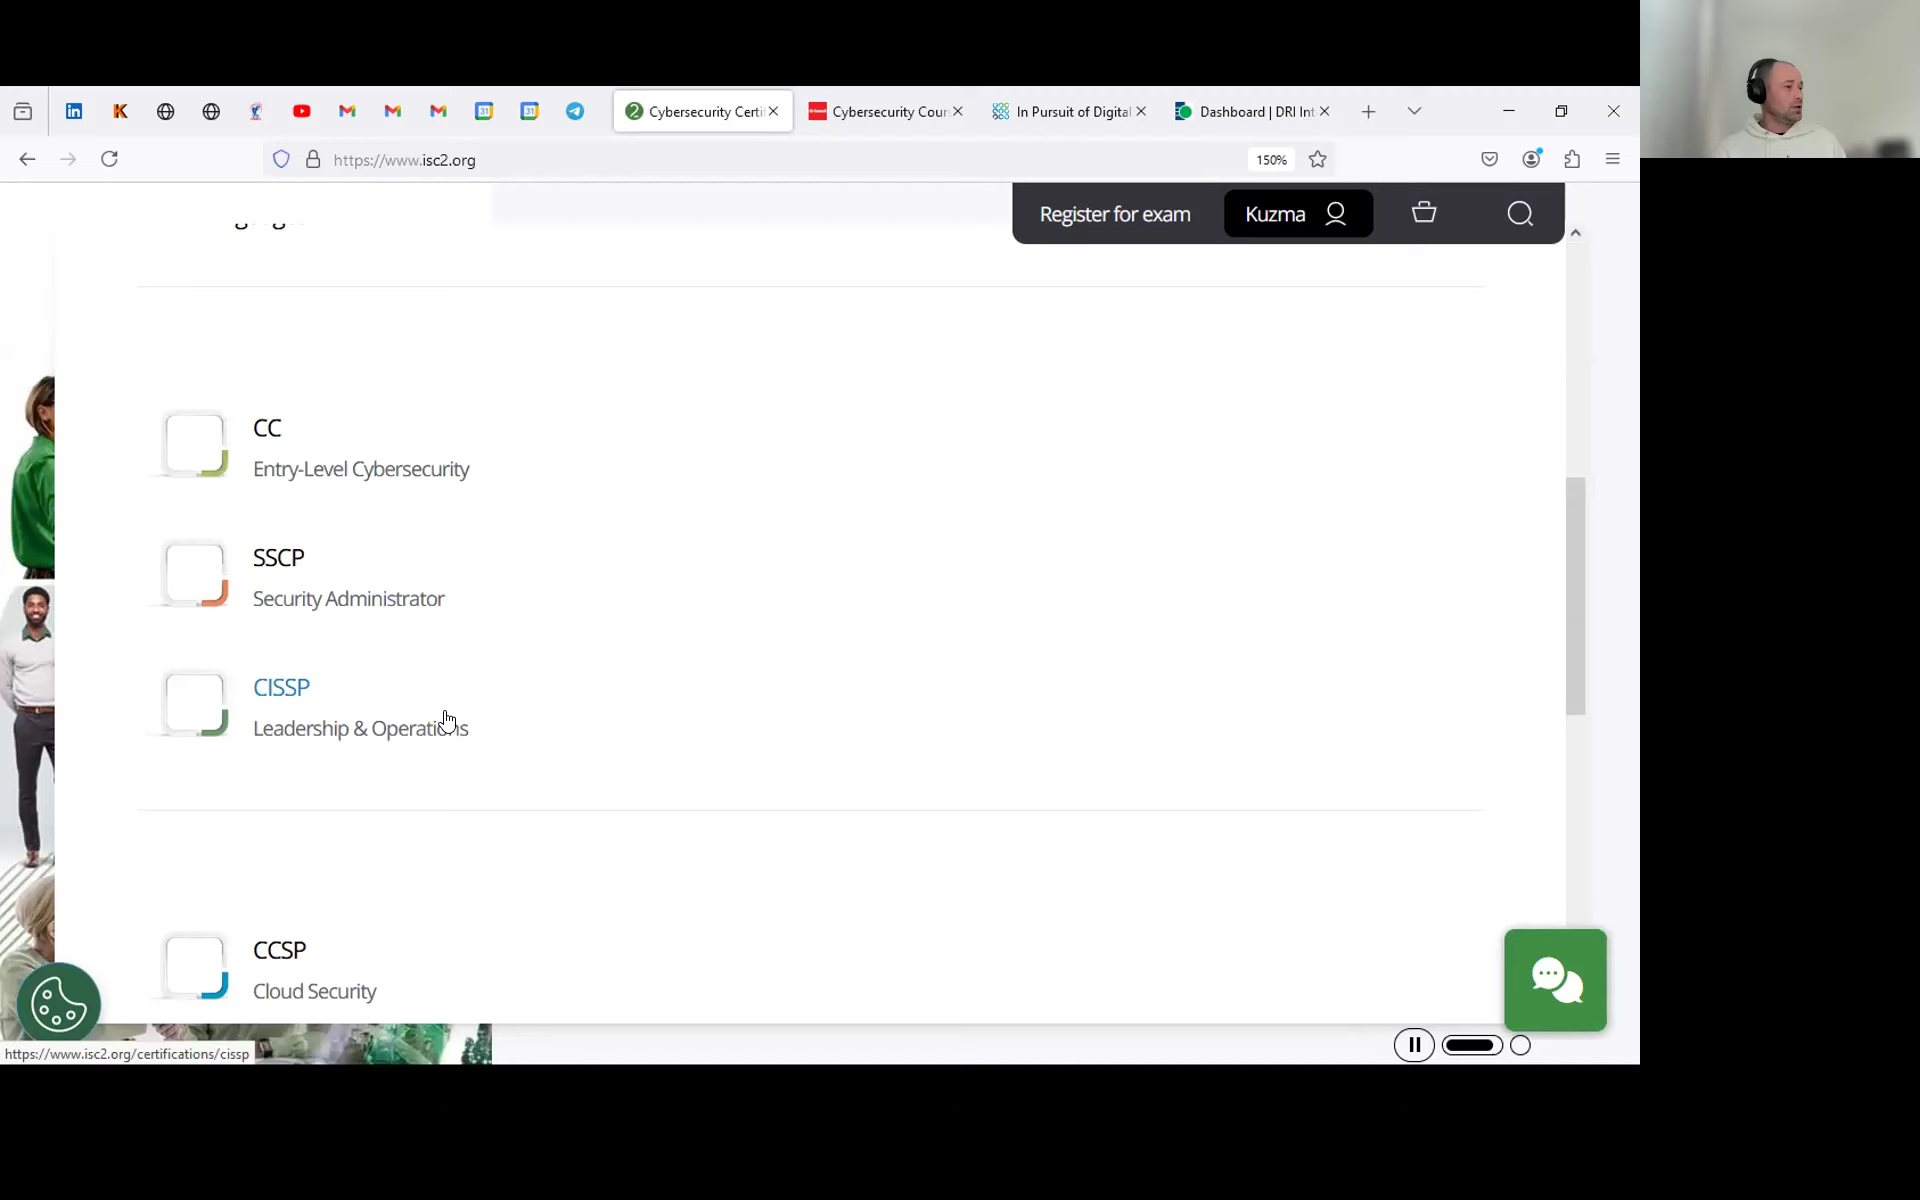 Cybersecurity Certif
Cybersecurity Cour
In Pursuit of Digital
Dashboard | DRI Int
https://www.isc2.org
150%
Register for exam
Kuzma
CC
Entry-Level Cybersecurity
SSCP
Security Administrator
CISSP
Leadership & Operations
CCSP
Cloud Security
https://www.isc2.org/certifications/cissp